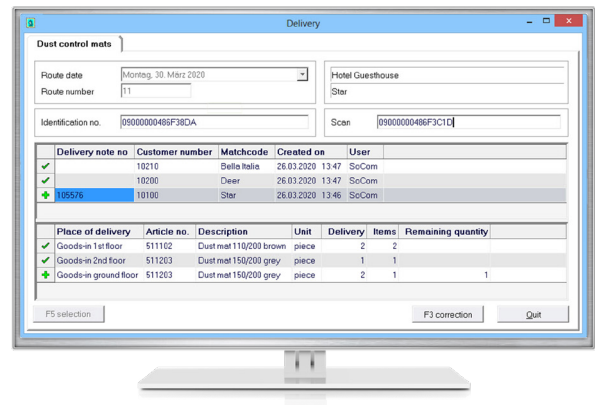 Delivery
Dust control mats
Route date Montag, 30. März 2020
Route number 11
Hotel Guesthouse
Star
Identification no. 09000000486F38DA
Scan 09000000486F3C1D
Delivery note no Customer number Matchcode Created on User
10210 Bella Italia 26.03.2020 13:47 SoCom
10200 Deer 26.03.2020 13:47 SoCom
105576 10100 Star 26.03.2020 13:46 SoCom
Place of delivery Article no. Description Unit Delivery Items Remaining quantity
Goods-in 1st floor 511102 Dust mat 110/200 brown piece 2 2
Goods-in 2nd floor 511203 Dust mat 150/200 grey piece 1 1
Goods-in ground floor 511203 Dust mat 150/200 grey piece 2 1 1
F5 selection
F3 correction
Quit